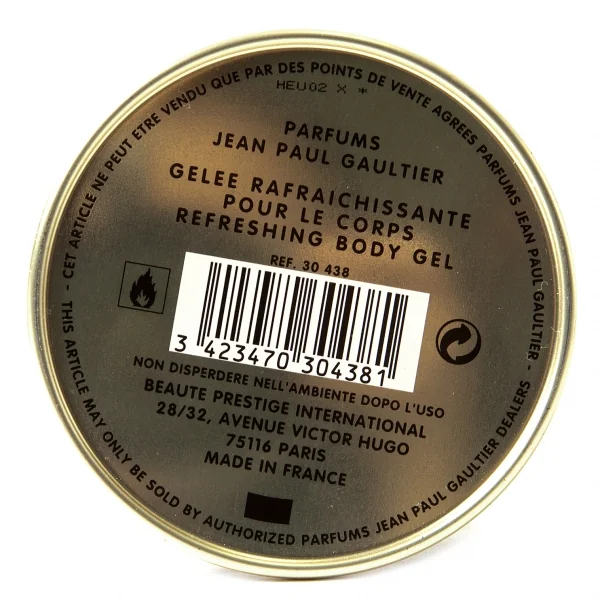 - CET ARTICLE NE PEUT ETRE VENDU QUE PAR DES POINTS DE VENTE AGREES PARFUMS JEAN PAUL GAULTIER -
HEU02 X *
PARFUMS
JEAN PAUL GAULTIER
GELEE RAFRAICHISSANTE
POUR LE CORPS
REFRESHING BODY GEL
REF. 30 438
3 423470 304381
NON DISPERDERE NELL'AMBIENTE DOPO L'USO
BEAUTE PRESTIGE INTERNATIONAL
28/32, AVENUE VICTOR HUGO
75116 PARIS
MADE IN FRANCE
THIS ARTICLE MAY ONLY BE SOLD BY AUTHORIZED PARFUMS JEAN PAUL GAULTIER DEALERS -